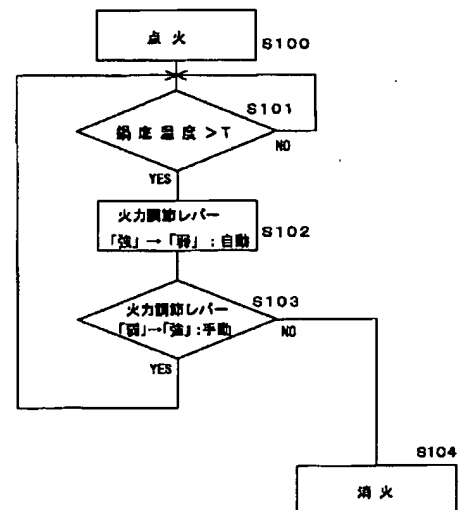 点火
S100
S101
鍋底温度>T
NO
YES
火力調節レバー
「強」→「弱」:自動
S102
S103
火力調節レバー
「弱」→「強」:手動
NO
YES
S104
消火